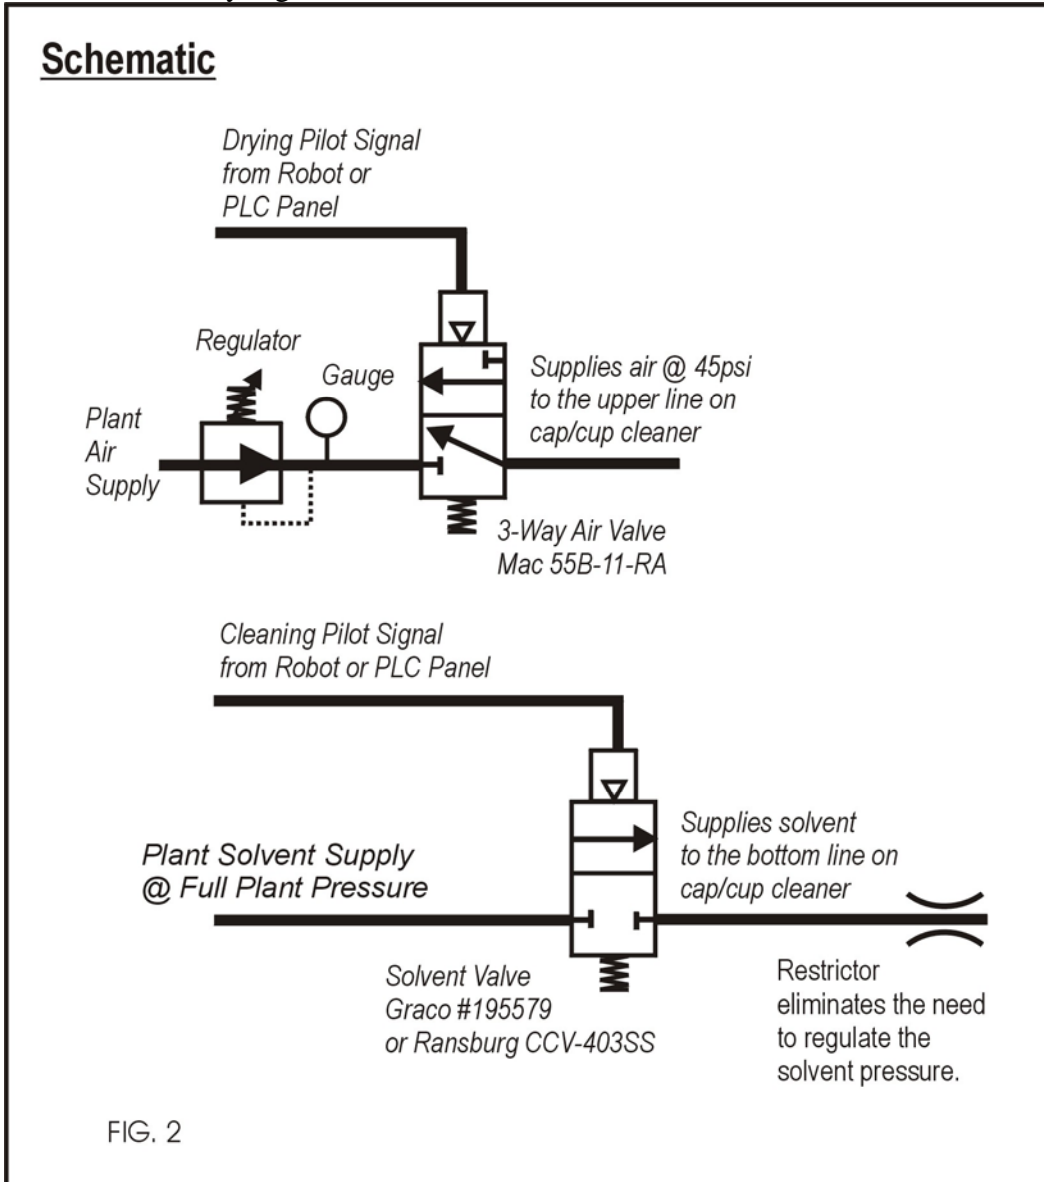 Schematic
Drying Pilot Signal
from Robot or
PLC Panel
Regulator
Gauge
Plant
Air
Supply
Supplies air @ 45psi
to the upper line on
cap/cup cleaner
3-Way Air Valve
Mac 55B-11-RA
Cleaning Pilot Signal
from Robot or PLC Panel
Plant Solvent Supply
@ Full Plant Pressure
Supplies solvent
to the bottom line on
cap/cup cleaner
Solvent Valve
Graco #195579
or Ransburg CCV-403SS
Restrictor
eliminates the need
to regulate the
solvent pressure.
FIG. 2